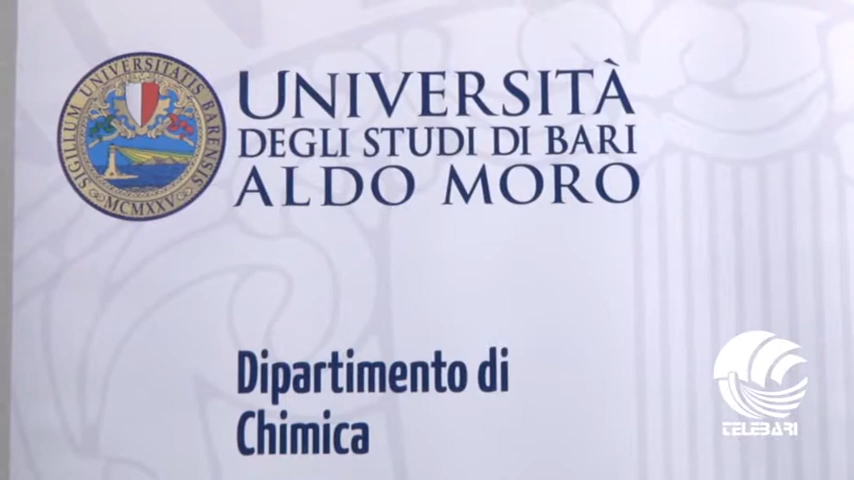 SIGILLUM UNIVERSITATIS BARENSIS
MCMXXV
UNIVERSITÀ
DEGLI STUDI DI BARI
ALDO MORO
Dipartimento di
Chimica
TELEBARI